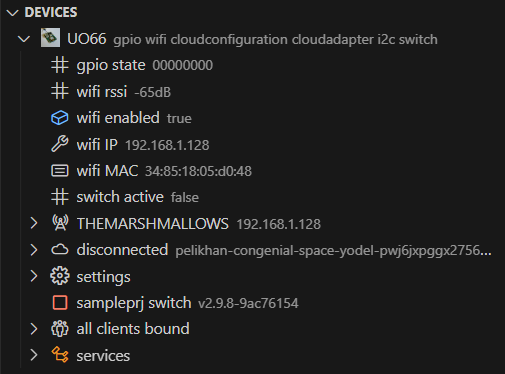 DEVICES
UO66 gpio wifi cloudconfiguration cloudadapter i2c switch
gpio state 00000000
wifi rssi -65dB
wifi enabled true
wifi IP 192.168.1.128
wifi MAC 34:85:18:05:d0:48
switch active false
THEMARSHMALLOWS 192.168.1.128
disconnected pelikhan-congenial-space-yodel-pwj6jxpggx2756...
settings
sampleprj switch v2.9.8-9ac76154
all clients bound
services